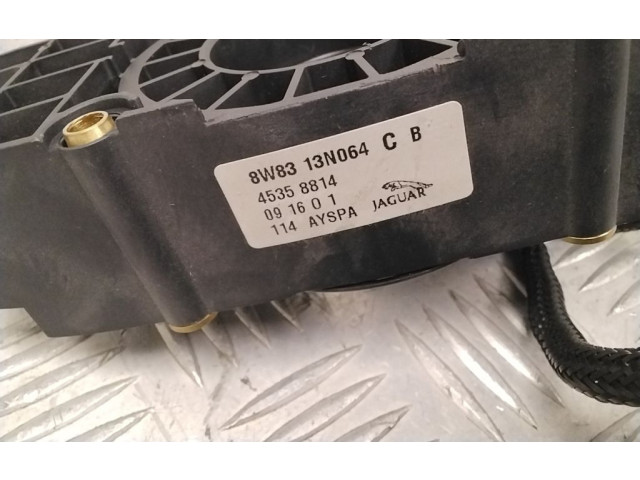 8W83 13N064 C B
4535 8814
09 16 0 1
114 AYSPA JAGUAR